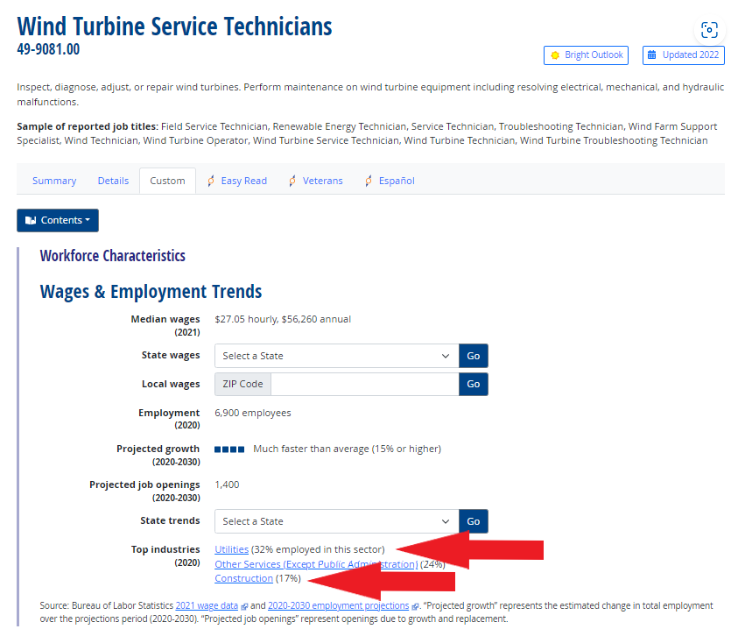 Wind Turbine Service Technicians
49-9081.00
Bright Outlook
Updated 2022
Inspect, diagnose, adjust, or repair wind turbines. Perform maintenance on wind turbine equipment including resolving electrical, mechanical, and hydraulic
malfunctions.
Sample of reported job titles: Field Service Technician, Renewable Energy Technician, Service Technician, Troubleshooting Technician, Wind Farm Support
Specialist, Wind Technician, Wind Turbine Operator, Wind Turbine Service Technician, Wind Turbine Technician, Wind Turbine Troubleshooting Technician
Summary Details Custom Easy Read Veterans Español
Contents
Workforce Characteristics
Wages & Employment Trends
Median wages $27.05 hourly, $56,260 annual
(2021)
State wages Select a State Go
Local wages ZIP Code Go
Employment 6,900 employees
(2020)
Projected growth Much faster than average (15% or higher)
(2020-2030)
Projected job openings 1,400
(2020-2030)
State trends Select a State Go
Top industries Utilities (32% employed in this sector)
(2020) Other Services (Except Public Administration) (24%)
Construction (17%)
Source: Bureau of Labor Statistics 2021 wage data and 2020-2030 employment projections. "Projected growth" represents the estimated change in total employment
over the projections period (2020-2030). "Projected job openings" represent openings due to growth and replacement.